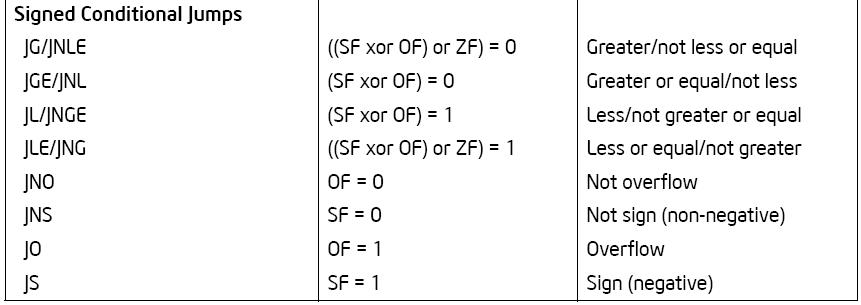 Signed Conditional Jumps
JG/JNLE ((SF xor OF) or ZF) = 0 Greater/not less or equal
JGE/JNL (SF xor OF) = 0 Greater or equal/not less
JL/JNGE (SF xor OF) = 1 Less/not greater or equal
JLE/JNG ((SF xor OF) or ZF) = 1 Less or equal/not greater
JNO OF = 0 Not overflow
JNS SF = 0 Not sign (non-negative)
JO OF = 1 Overflow
JS SF = 1 Sign (negative)